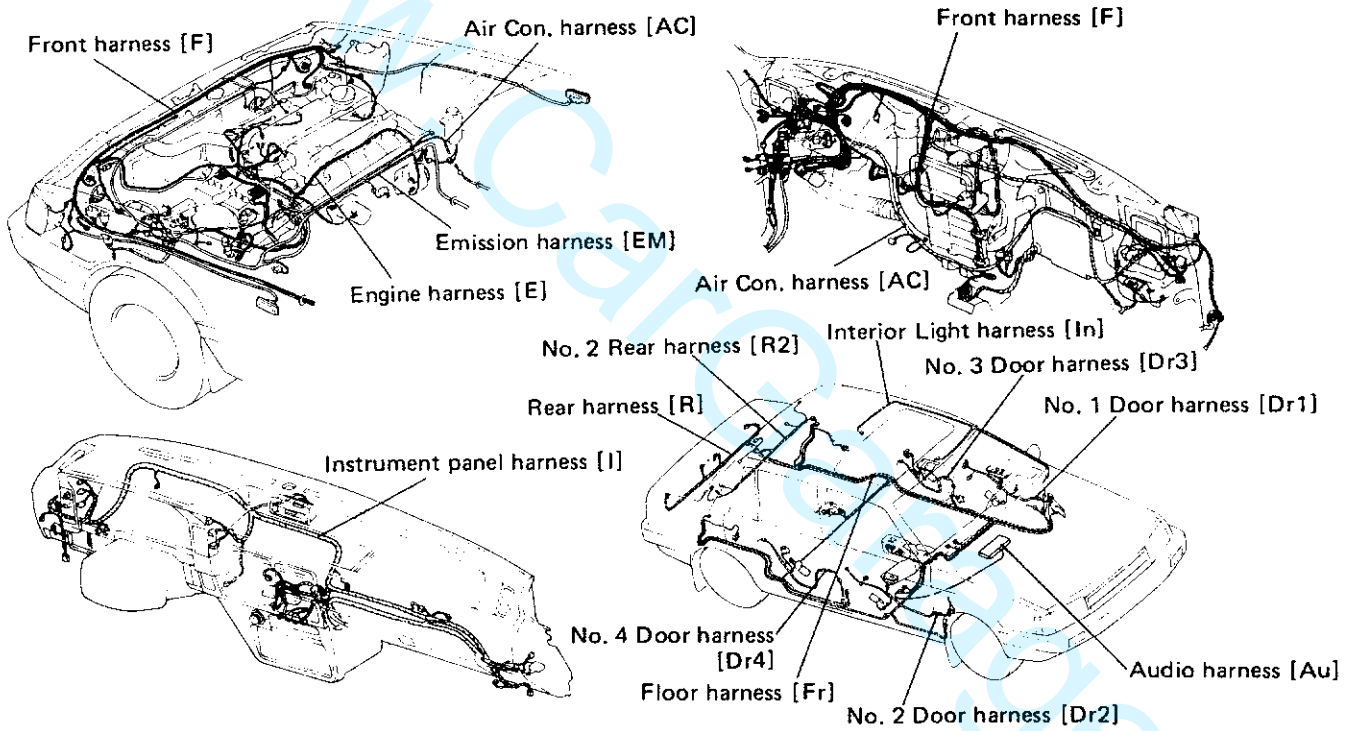 Front harness [F]
Air Con. harness [AC]
Emission harness [EM]
Engine harness [E]
Front harness [F]
Air Con. harness [AC]
Instrument panel harness [I]
Interior Light harness [In]
No. 2 Rear harness [R2]
No. 3 Door harness [Dr3]
Rear harness [R]
No. 1 Door harness [Dr1]
No. 4 Door harness
[Dr4]
Floor harness [Fr]
Audio harness [Au]
No. 2 Door harness [Dr2]
w.CarGarag